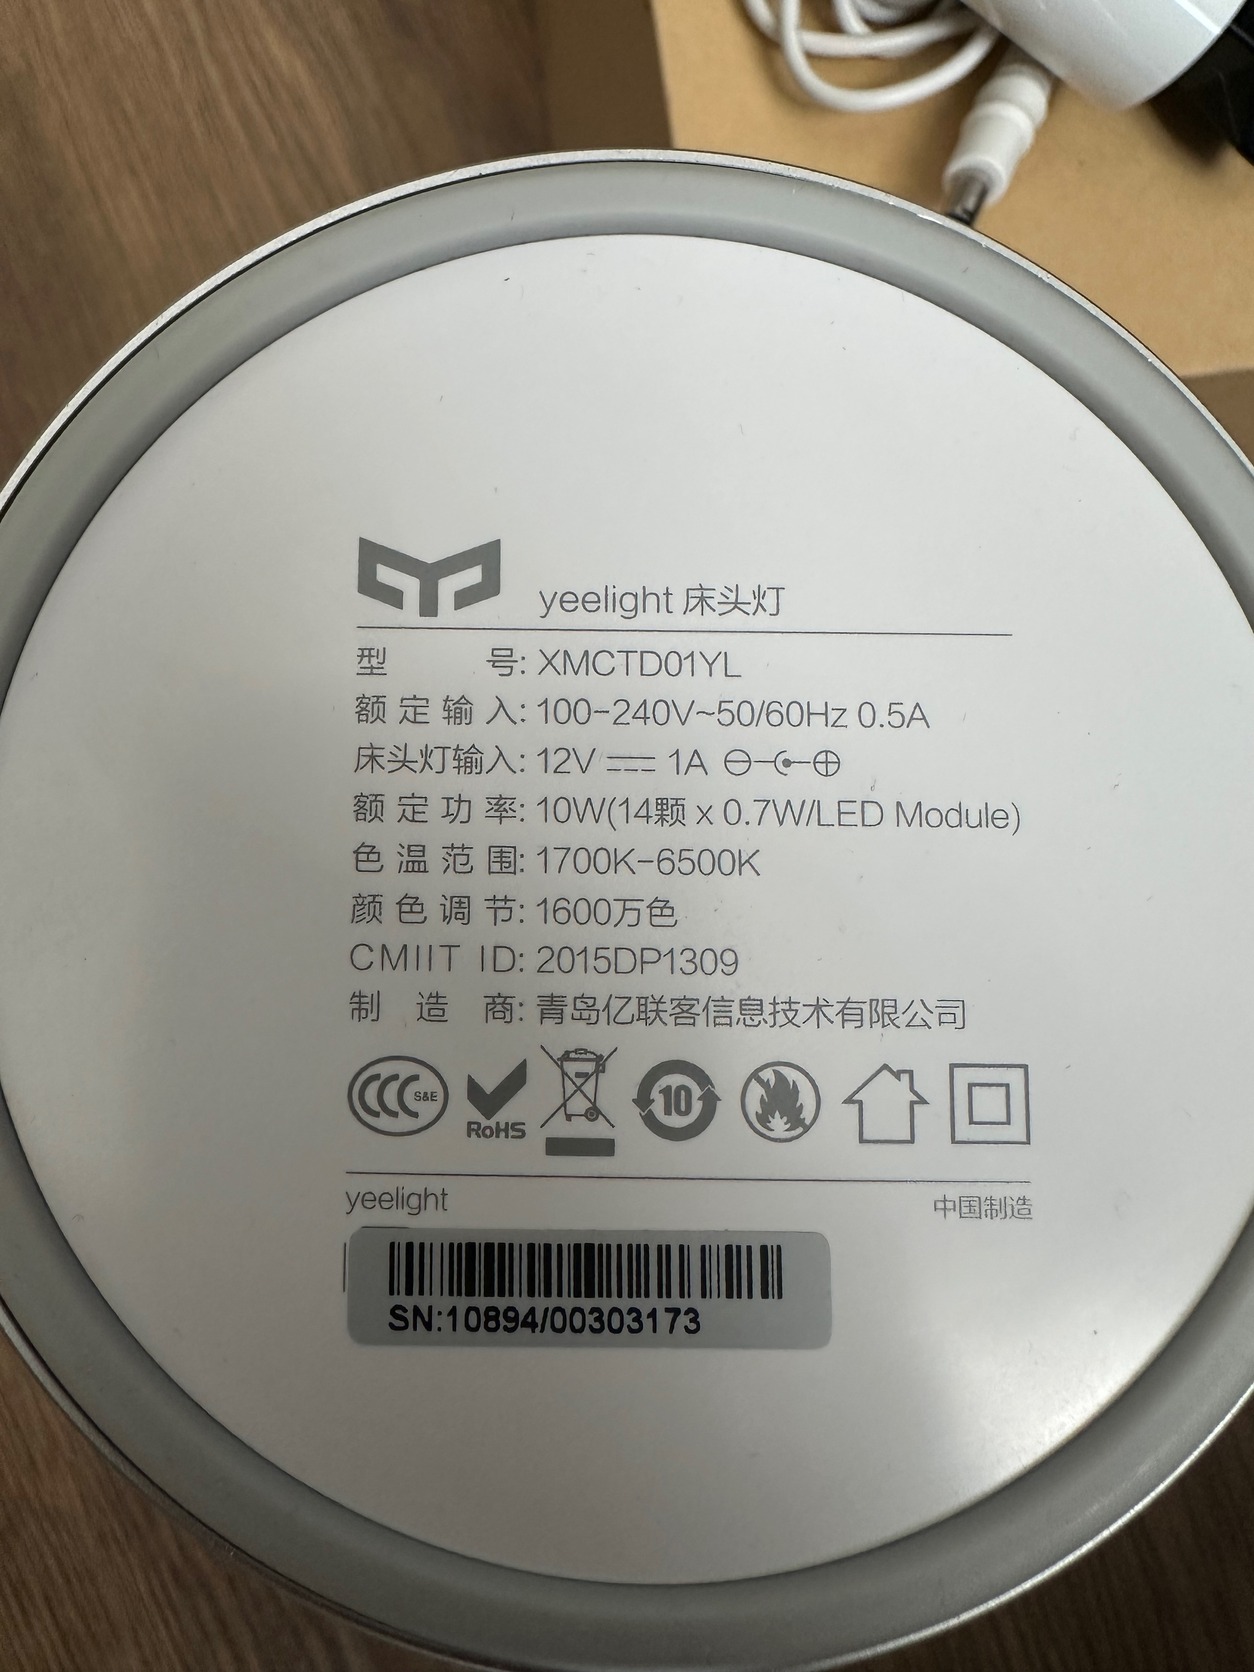 yeelight 床头灯
型 号: XMCTD01YL
额定输入: 100-240V~50/60Hz 0.5A
床头灯输入: 12V ⎓ 1A ⊖-C•-⊕
额定功率: 10W(14颗 x 0.7W/LED Module)
色温范围: 1700K-6500K
颜色调节: 1600万色
CMIIT ID: 2015DP1309
制造商: 青岛亿联客信息技术有限公司
CCC S&E RoHS 10
yeelight 中国制造
SN:10894/00303173